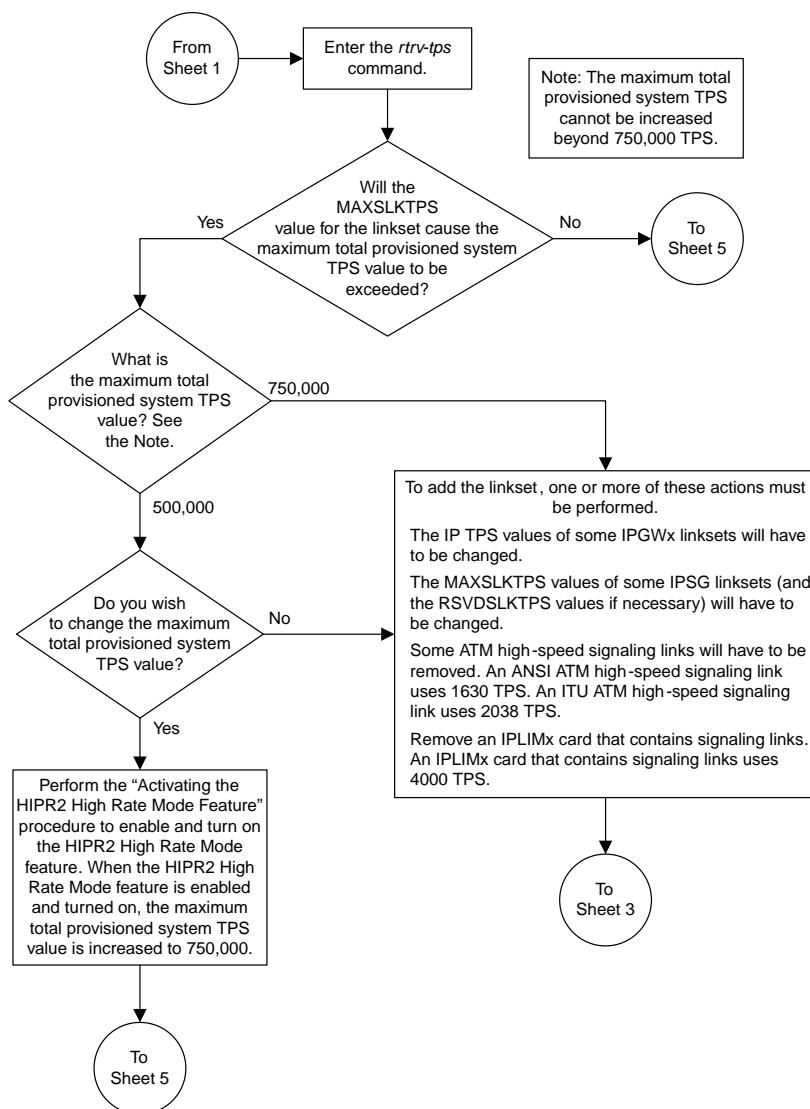 From
Sheet 1
Enter the rtrv-tps
command.
Note: The maximum total
provisioned system TPS
cannot be increased
beyond 750,000 TPS.
Will the
MAXSLKTPS
value for the linkset cause the
maximum total provisioned system
TPS value to be
exceeded?
Yes
No
To
Sheet 5
What is
the maximum total
provisioned system TPS
value? See
the Note.
750,000
500,000
To add the linkset, one or more of these actions must
be performed.
The IP TPS values of some IPGWx linksets will have
to be changed.
The MAXSLKTPS values of some IPSG linksets (and
the RSVDSLKTPS values if necessary) will have to
be changed.
Some ATM high-speed signaling links will have to be
removed. An ANSI ATM high-speed signaling link
uses 1630 TPS. An ITU ATM high-speed signaling
link uses 2038 TPS.
Remove an IPLIMx card that contains signaling links.
An IPLIMx card that contains signaling links uses
4000 TPS.
Do you wish
to change the maximum
total provisioned system
TPS value?
No
Yes
Perform the “Activating the
HIPR2 High Rate Mode Feature”
procedure to enable and turn on
the HIPR2 High Rate Mode
feature. When the HIPR2 High
Rate Mode feature is enabled
and turned on, the maximum
total provisioned system TPS
value is increased to 750,000.
To
Sheet 3
To
Sheet 5